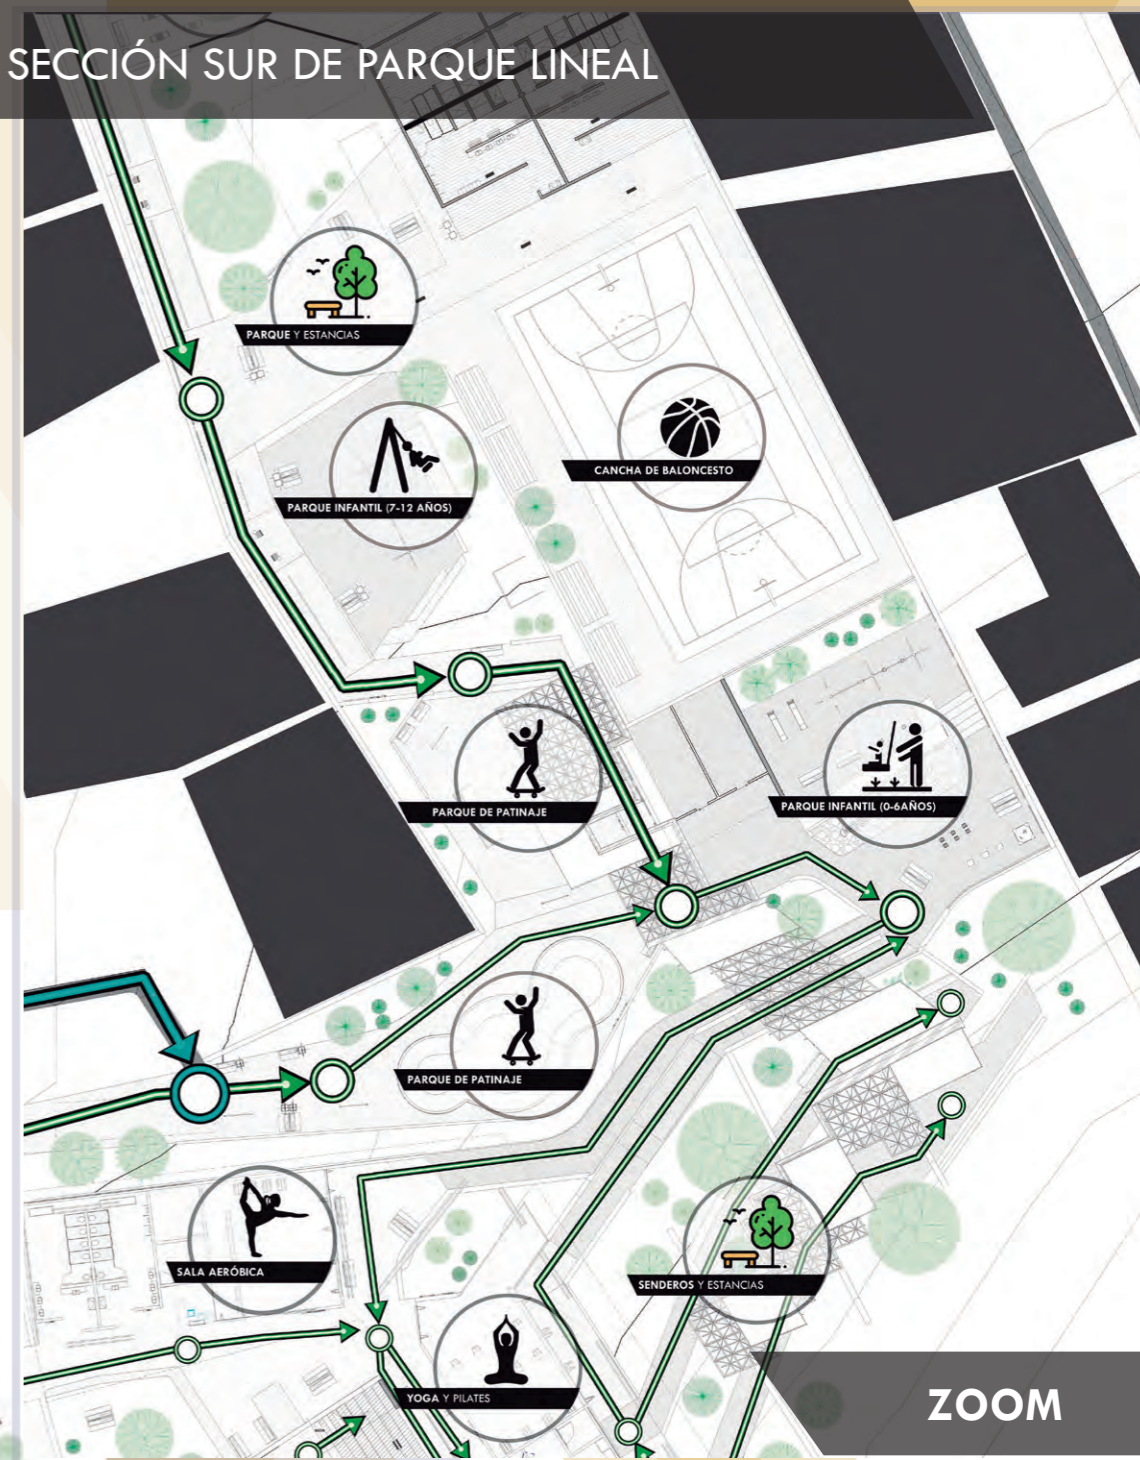 SECCIÓN SUR DE PARQUE LINEAL
PARQUE Y ESTANCIAS
CANCHA DE BALONCESTO
PARQUE INFANTIL (7-12 AÑOS)
PARQUE DE PATINAJE
PARQUE INFANTIL (0-6AÑOS)
PARQUE DE PATINAJE
SALA AERÓBICA
SENDEROS Y ESTANCIAS
YOGA Y PILATES
ZOOM